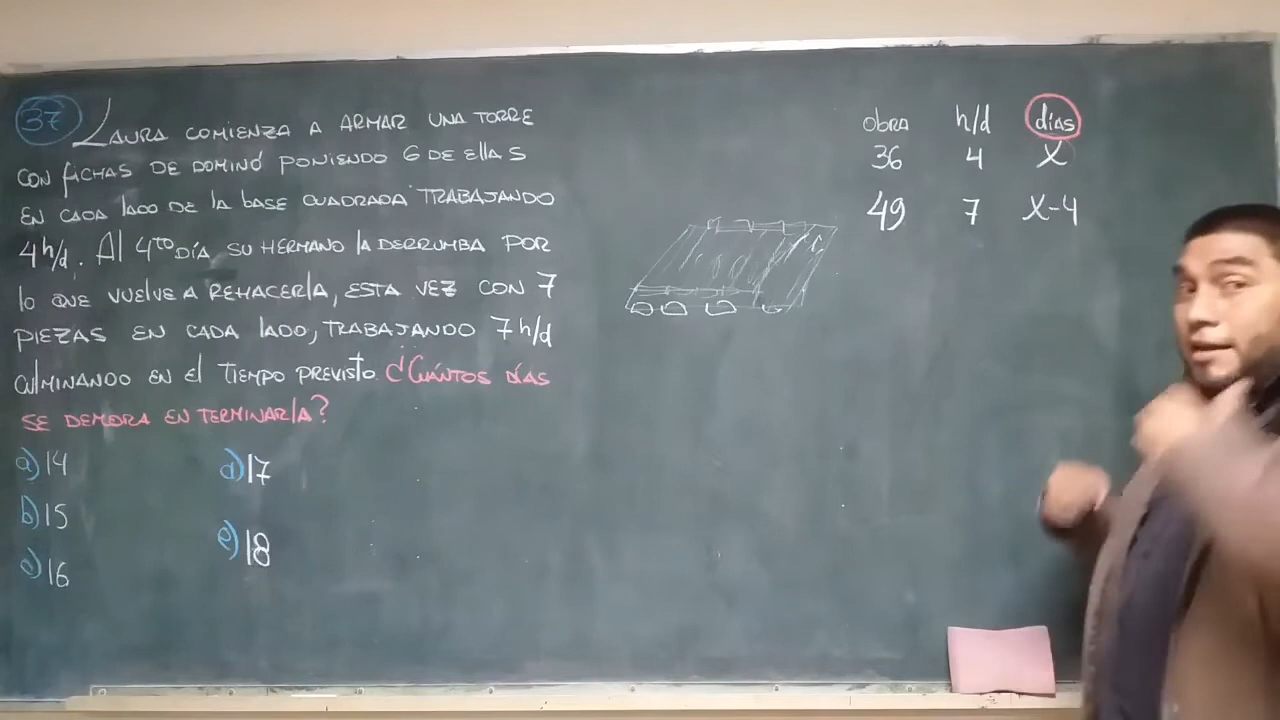 37 LAURA COMIENZA A ARMAR UNA TORRE
CON FICHAS DE DOMINÓ PONIENDO 6 DE ELLAS
EN CADA LADO DE LA BASE CUADRADA TRABAJANDO
4 h/d. AL 4to DÍA SU HERMANO LA DERRUMBA POR
LO QUE VUELVE A REHACERLA, ESTA VEZ CON 7
PIEZAS EN CADA LADO, TRABAJANDO 7 h/d
CULMINANDO EN EL TIEMPO PREVISTO. ¿CUÁNTOS DÍAS
SE DEMORA EN TERMINARLA?
a) 14
d) 17
b) 15
e) 18
c) 16
OBRA h/d días
36 4 X
49 7 X-4